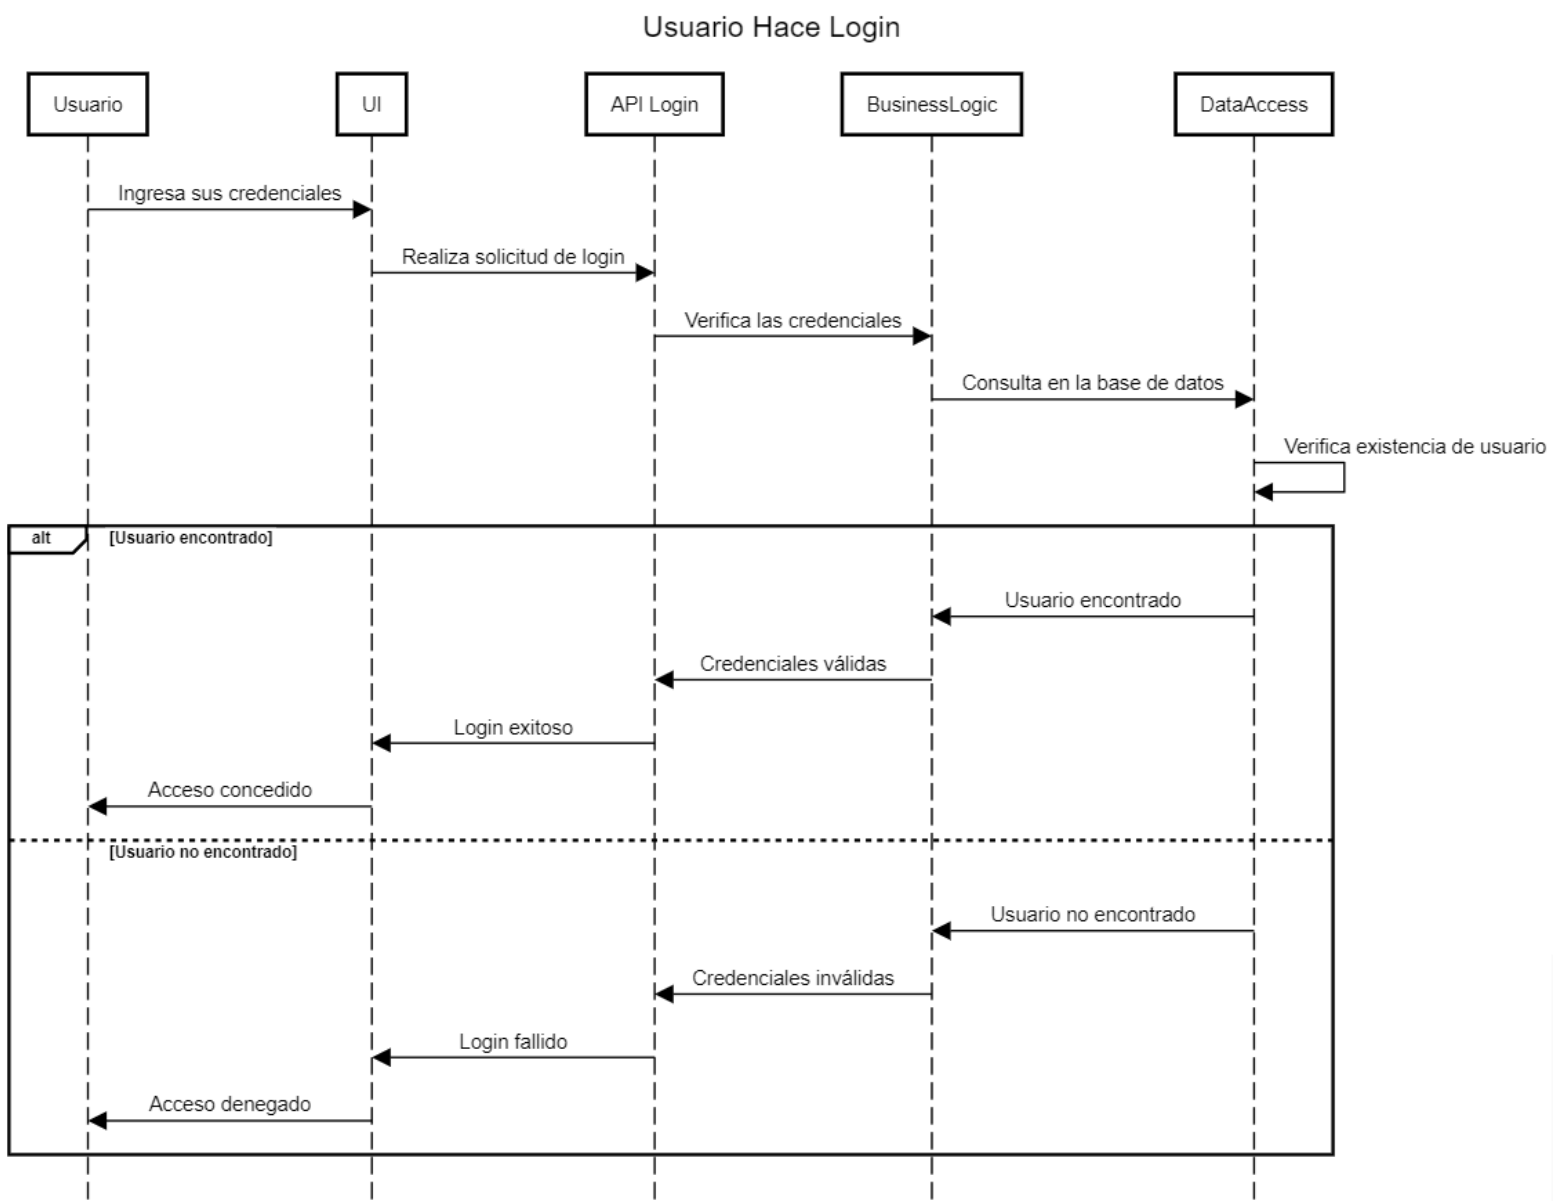 Usuario Hace Login
Usuario
UI
API Login
BusinessLogic
DataAccess
Ingresa sus credenciales
Realiza solicitud de login
Verifica las credenciales
Consulta en la base de datos
Verifica existencia de usuario
alt
[Usuario encontrado]
Usuario encontrado
Credenciales válidas
Login exitoso
Acceso concedido
[Usuario no encontrado]
Usuario no encontrado
Credenciales inválidas
Login fallido
Acceso denegado